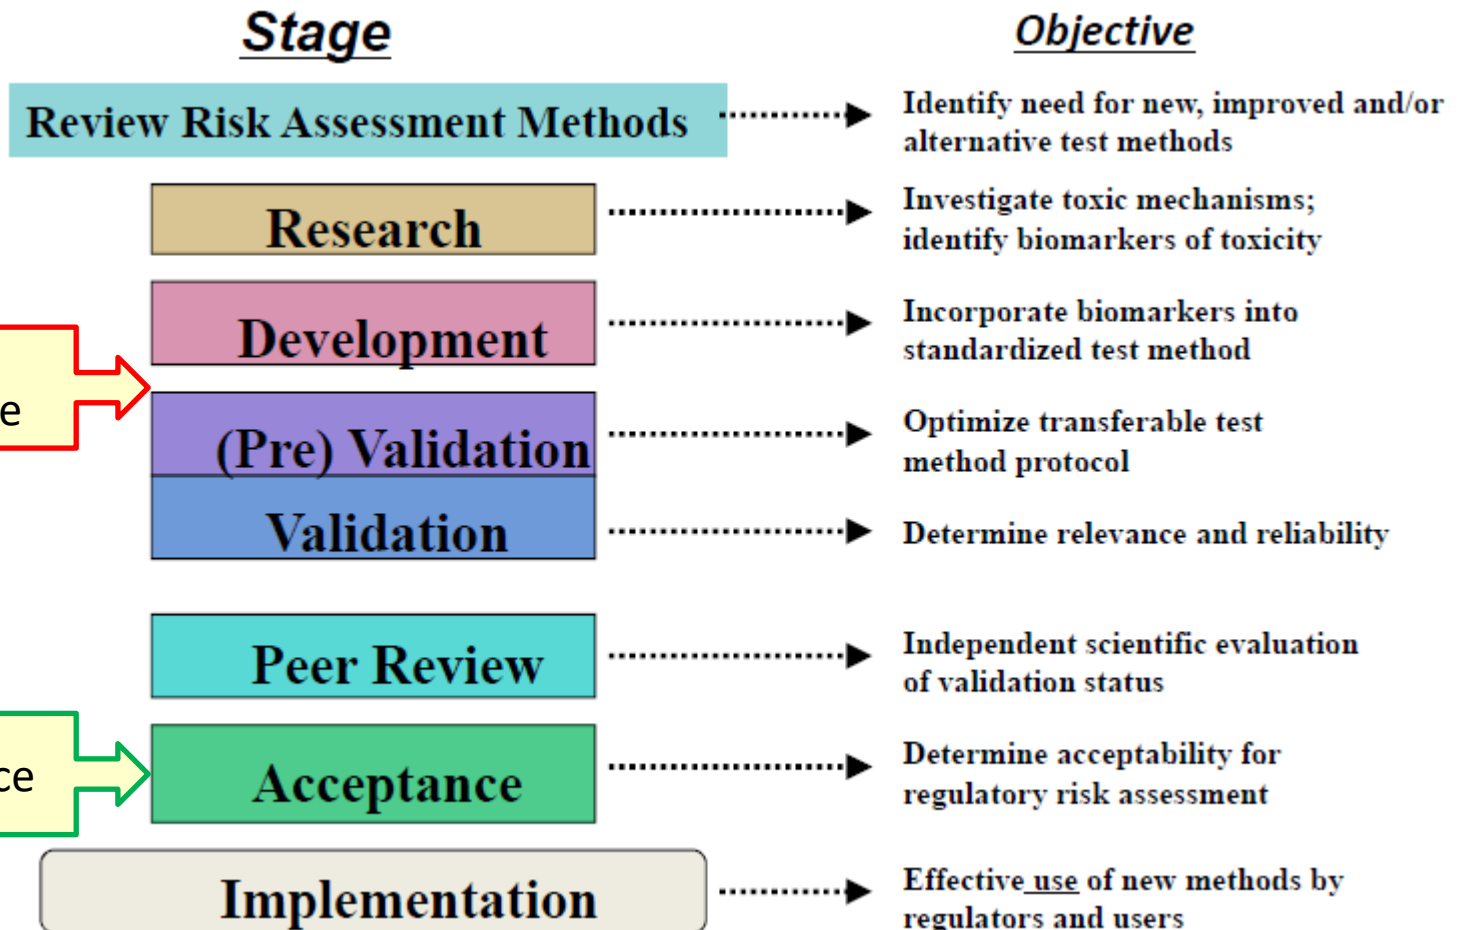 Stage
Objective
Review Risk Assessment Methods
Identify need for new, improved and/or
alternative test methods
Research
Investigate toxic mechanisms;
identify biomarkers of toxicity
Development
Incorporate biomarkers into
standardized test method
(Pre) Validation
Optimize transferable test
method protocol
Validation
Determine relevance and reliability
Peer Review
Independent scientific evaluation
of validation status
Acceptance
Determine acceptability for
regulatory risk assessment
Implementation
Effective use of new methods by
regulators and users